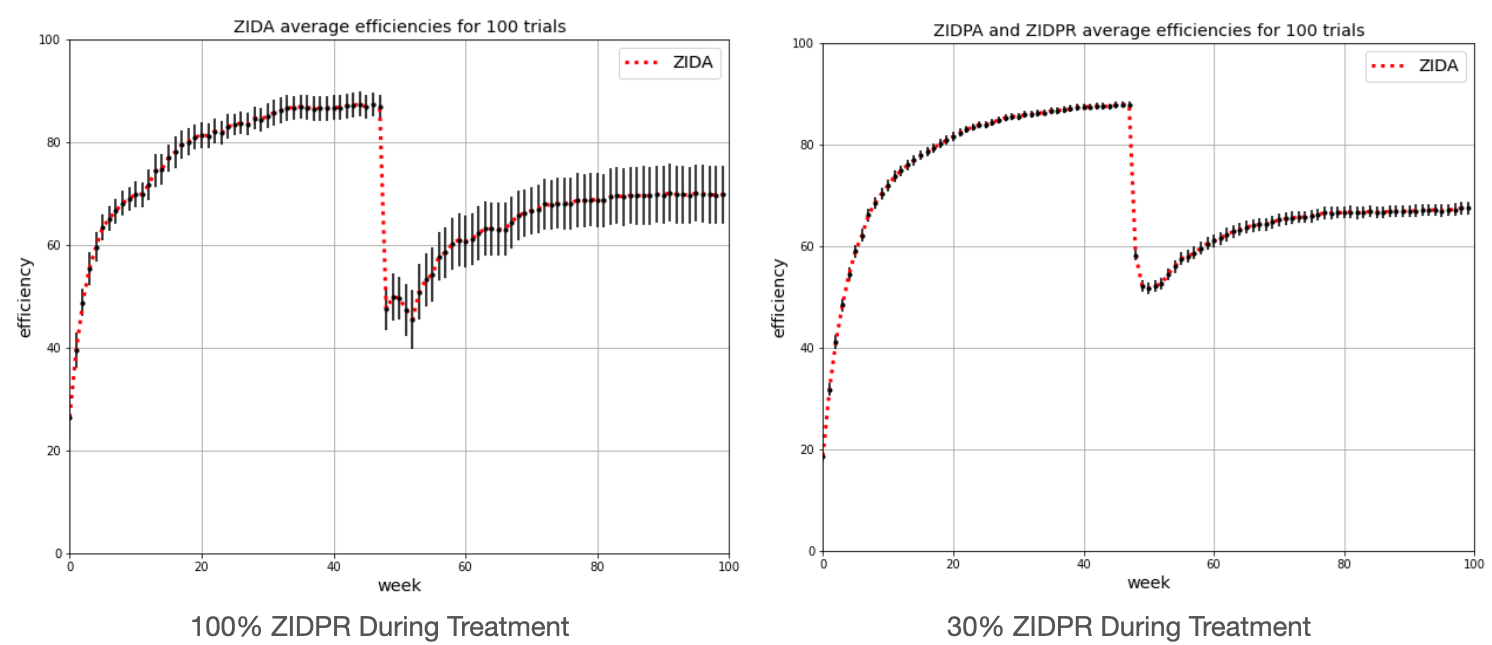 ZIDA average efficiencies for 100 trials
ZIDA
100
80
60
40
20
0
efficiency
0 20 40 60 80 100
week
100% ZIDPR During Treatment
ZIDPA and ZIDPR average efficiencies for 100 trials
ZIDA
100
80
60
40
20
0
efficiency
0 20 40 60 80 100
week
30% ZIDPR During Treatment